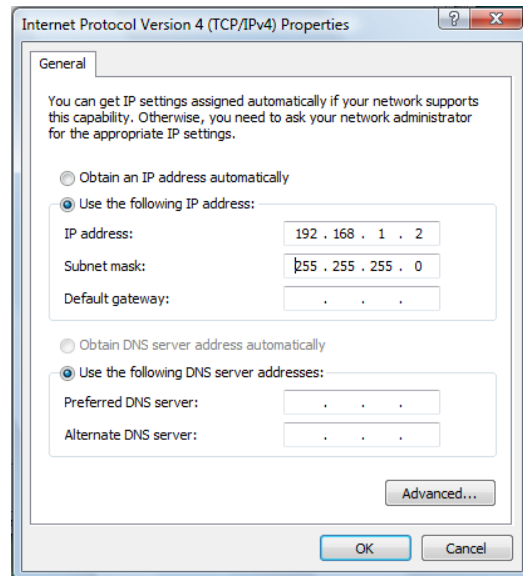 Internet Protocol Version 4 (TCP/IPv4) Properties
?
General
You can get IP settings assigned automatically if your network supports
this capability. Otherwise, you need to ask your network administrator
for the appropriate IP settings.
Obtain an IP address automatically
Use the following IP address:
IP address: 192 . 168 . 1 . 2
Subnet mask: 255 . 255 . 255 . 0
Default gateway: . . .
Obtain DNS server address automatically
Use the following DNS server addresses:
Preferred DNS server: . . .
Alternate DNS server: . . .
Advanced...
OK Cancel